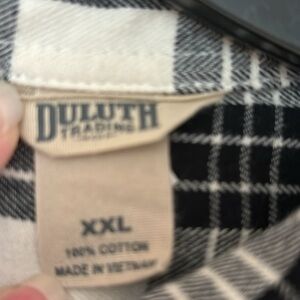 DULUTH
TRADING
XXL
100% COTTON
MADE IN VIETNAM